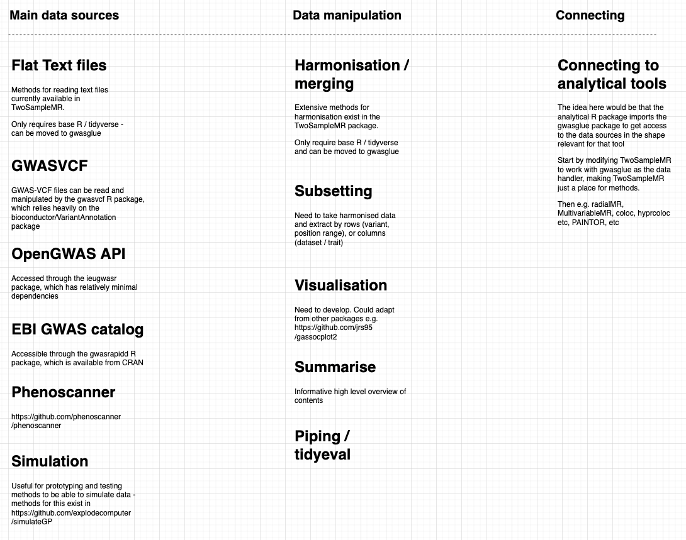 Main data sources
Data manipulation
Connecting
Flat Text files
Methods for reading text files
currently available in
TwoSampleMR.
Only requires base R / tidyverse -
can be moved to gwasglue
GWASVCF
GWAS-VCF files can be read and
manipulated by the gwasvcf R package,
which relies heavily on the
bioconductor/VariantAnnotation
package
OpenGWAS API
Accessed through the ieugwasr
package, which has relatively minimal
dependencies
EBI GWAS catalog
Accessible through the gwasrapidd R
package, which is available from CRAN
Phenoscanner
https://github.com/phenoscanner
/phenoscanner
Simulation
Useful for prototyping and testing
methods to be able to simulate data -
methods for this exist in
https://github.com/explodecomputer
/simulateGP
Harmonisation /
merging
Extensive methods for
harmonisation exist in the
TwoSampleMR package.
Only require base R / tidyverse
and can be moved to gwasglue
Subsetting
Need to take harmonised data
and extract by rows (variant,
position range), or columns
(dataset / trait)
Visualisation
Need to develop. Could adapt
from other packages e.g.
https://github.com/jrs95
/gassocplot2
Summarise
Informative high level overview of
contents
Piping /
tidyeval
Connecting to
analytical tools
The idea here would be that the
analytical R package imports the
gwasglue package to get access
to the data sources in the shape
relevant for that tool
Start by modifying TwoSampleMR
to work with gwasglue as the data
handler, making TwoSampleMR
just a place for methods.
Then e.g. radialMR,
MultivariableMR, coloc, hyprcoloc
etc, PAINTOR, etc